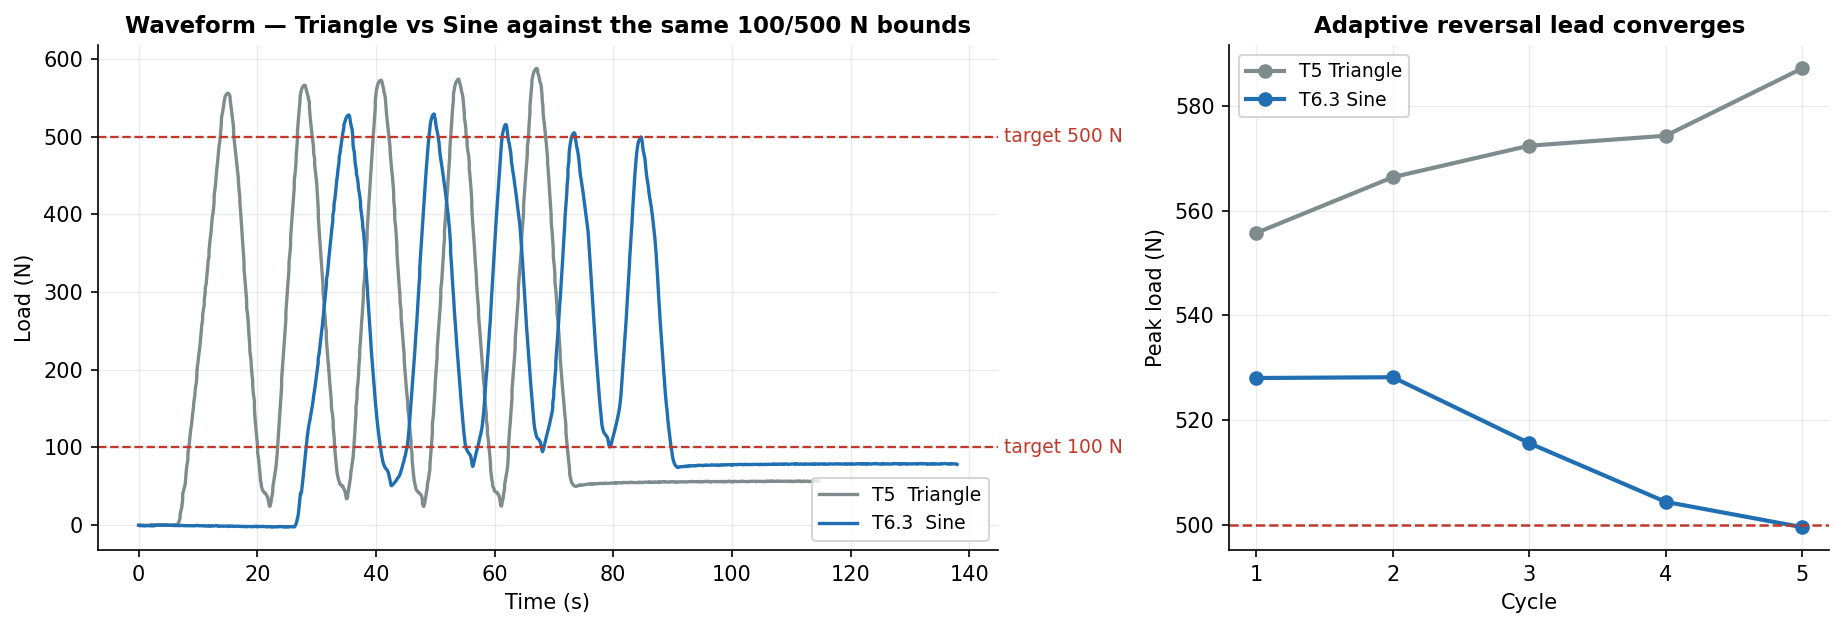 Waveform — Triangle vs Sine against the same 100/500 N bounds
Load (N)
600
500
400
300
200
100
0
target 500 N
target 100 N
T5  Triangle
T6.3  Sine
0 20 40 60 80 100 120 140
Time (s)
Adaptive reversal lead converges
T5 Triangle
T6.3 Sine
Peak load (N)
580
560
540
520
500
1 2 3 4 5
Cycle